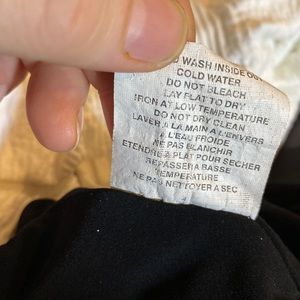 WASH INSIDE OUT
COLD WATER
DO NOT BLEACH
LAY FLAT TO DRY
IRON AT LOW TEMPERATURE
DO NOT DRY CLEAN
LAVER A LA MAIN A L'ENVERS
A L'EAU FROIDE
NE PAS BLANCHIR
ETENDRE A PLAT POUR SECHER
REPASSER A BASSE
TEMPERATURE
NE PAS NETTOYER A SEC